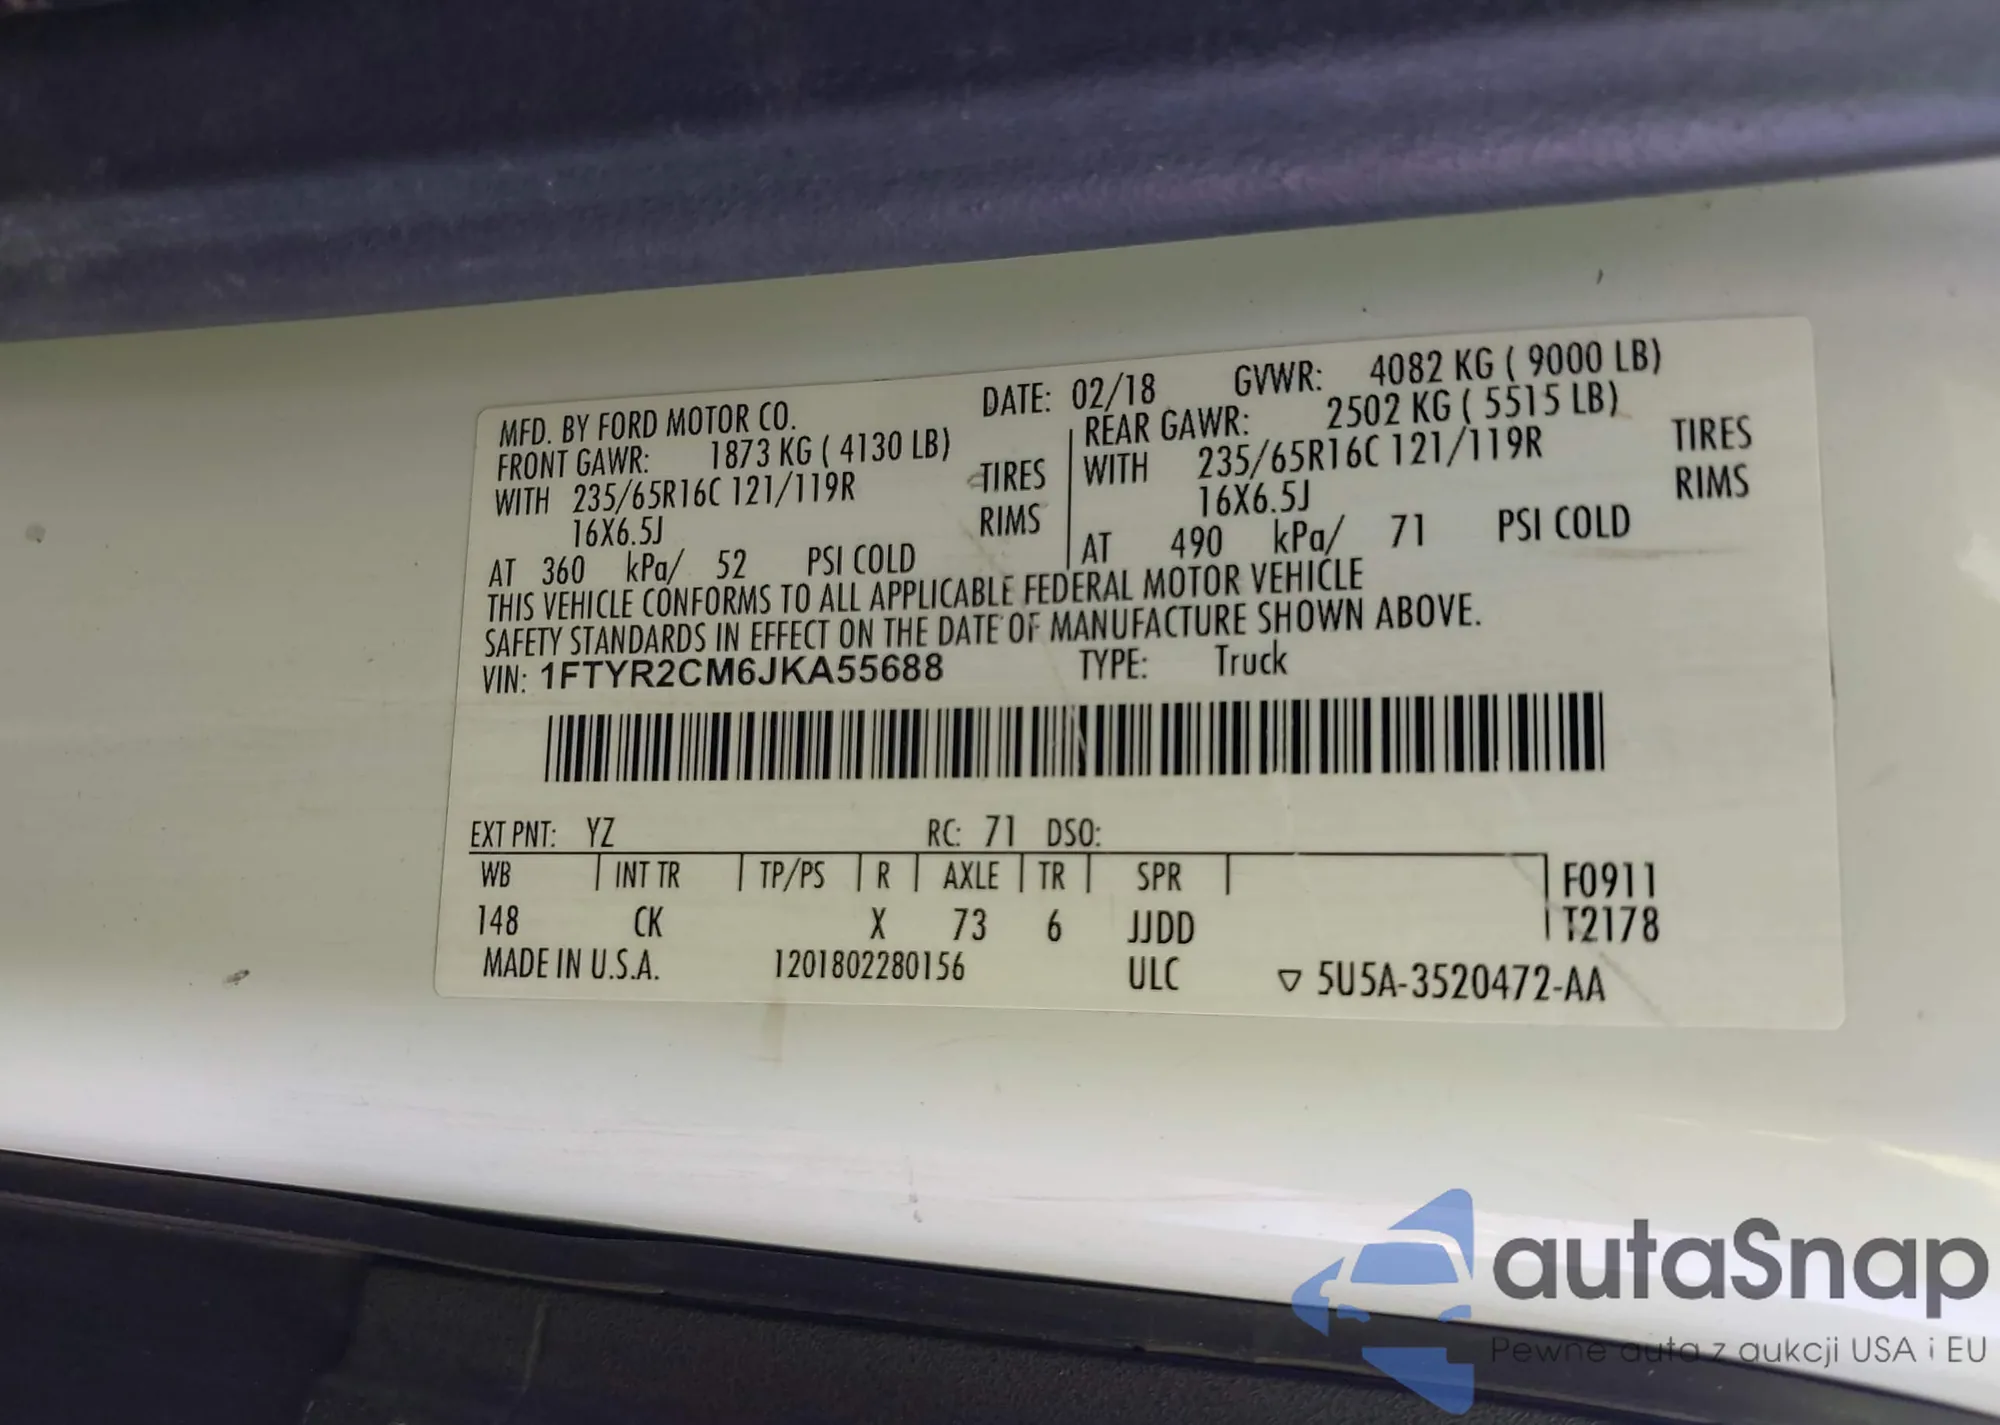 MFD. BY FORD MOTOR CO. DATE: 02/18 GVWR: 4082 KG ( 9000 LB)
FRONT GAWR: 1873 KG ( 4130 LB) REAR GAWR: 2502 KG ( 5515 LB)
WITH 235/65R16C 121/119R TIRES WITH 235/65R16C 121/119R TIRES
16X6.5J RIMS 16X6.5J RIMS
AT 360 kPa/ 52 PSI COLD AT 490 kPa/ 71 PSI COLD
THIS VEHICLE CONFORMS TO ALL APPLICABLE FEDERAL MOTOR VEHICLE
SAFETY STANDARDS IN EFFECT ON THE DATE OF MANUFACTURE SHOWN ABOVE.
VIN: 1FTYR2CM6JKA55688 TYPE: Truck
EXT PNT: YZ RC: 71 DSO:
WB INT TR TP/PS R AXLE TR SPR F0911
148 CK X 73 6 JJDD T2178
MADE IN U.S.A. 1201802280156 ULC ▽ 5U5A-3520472-AA
autaSnap
Pewne auta z aukcji USA i EU